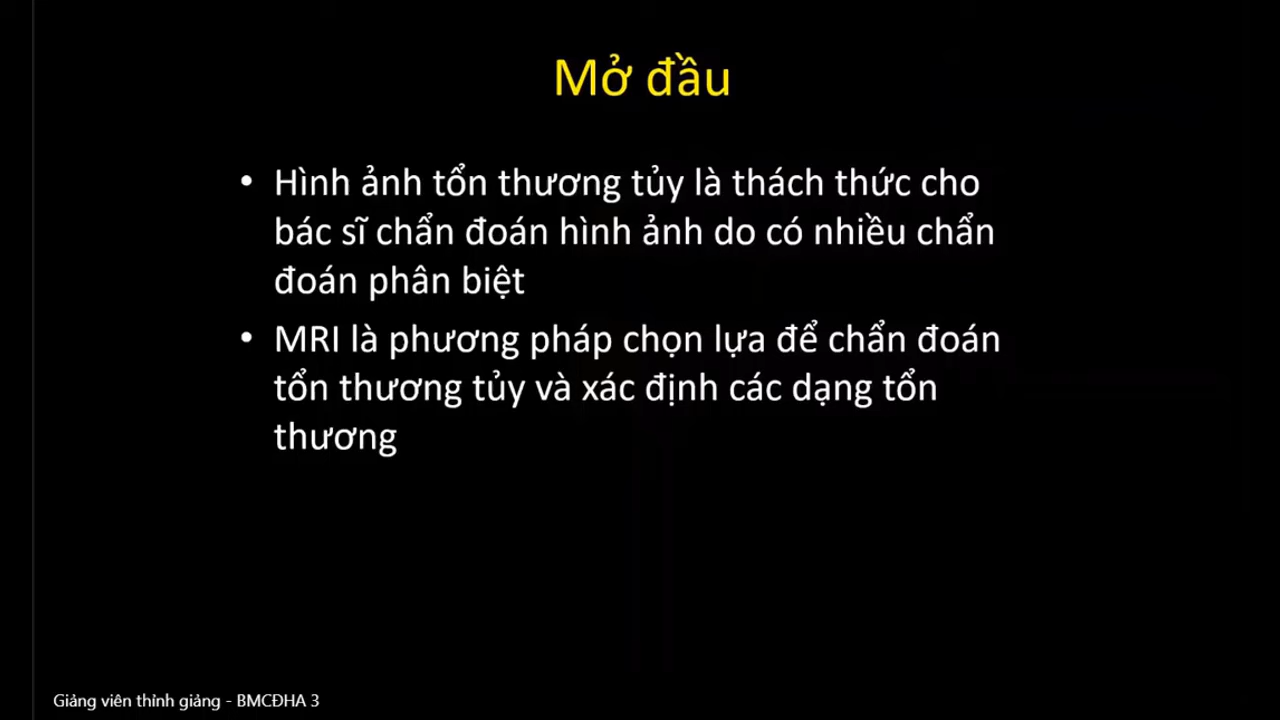 Mở đầu
• Hình ảnh tổn thương tủy là thách thức cho
bác sĩ chẩn đoán hình ảnh do có nhiều chẩn
đoán phân biệt
• MRI là phương pháp chọn lựa để chẩn đoán
tổn thương tủy và xác định các dạng tổn
thương
Giảng viên thỉnh giảng - BMCĐHA 3